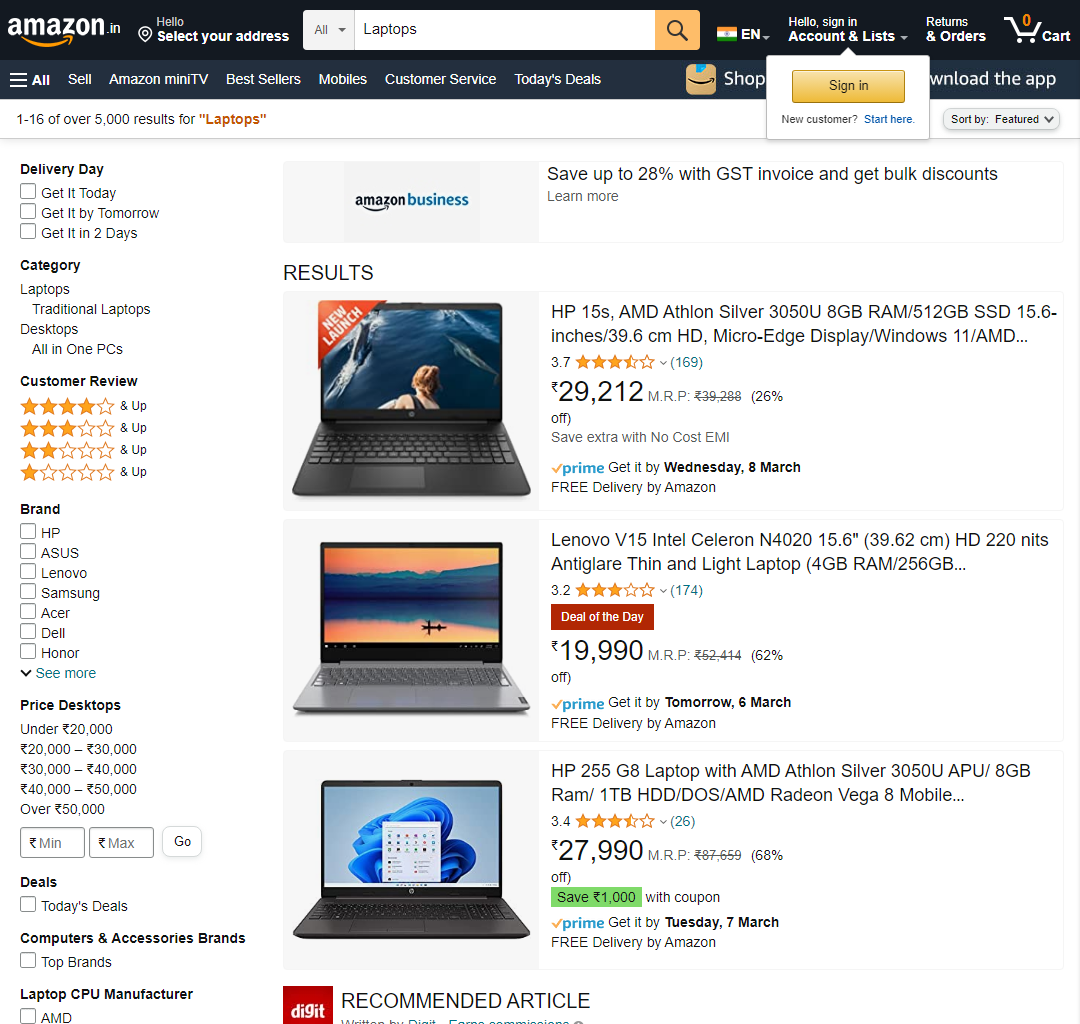 amazon.in
Hello
Select your address
All
Laptops
EN
Hello, sign in
Account & Lists
Returns
& Orders
0
Cart
All
Sell
Amazon miniTV
Best Sellers
Mobiles
Customer Service
Today's Deals
Shop
wnload the app
Sign in
New customer? Start here.
1-16 of over 5,000 results for "Laptops"
Sort by: Featured
Delivery Day
Get It Today
Get It by Tomorrow
Get It in 2 Days
Category
Laptops
Traditional Laptops
Desktops
All in One PCs
Customer Review
& Up
& Up
& Up
& Up
Brand
HP
ASUS
Lenovo
Samsung
Acer
Dell
Honor
See more
Price Desktops
Under ₹20,000
₹20,000 – ₹30,000
₹30,000 – ₹40,000
₹40,000 – ₹50,000
Over ₹50,000
₹ Min
₹ Max
Go
Deals
Today's Deals
Computers & Accessories Brands
Top Brands
Laptop CPU Manufacturer
AMD
amazon business
Save up to 28% with GST invoice and get bulk discounts
Learn more
RESULTS
NEW
LAUNCH
HP 15s, AMD Athlon Silver 3050U 8GB RAM/512GB SSD 15.6-
inches/39.6 cm HD, Micro-Edge Display/Windows 11/AMD...
3.7 (169)
₹29,212 M.R.P: ₹39,288 (26%
off)
Save extra with No Cost EMI
prime Get it by Wednesday, 8 March
FREE Delivery by Amazon
Lenovo V15 Intel Celeron N4020 15.6" (39.62 cm) HD 220 nits
Antiglare Thin and Light Laptop (4GB RAM/256GB...
3.2 (174)
Deal of the Day
₹19,990 M.R.P: ₹52,414 (62%
off)
prime Get it by Tomorrow, 6 March
FREE Delivery by Amazon
HP 255 G8 Laptop with AMD Athlon Silver 3050U APU/ 8GB
Ram/ 1TB HDD/DOS/AMD Radeon Vega 8 Mobile...
3.4 (26)
₹27,990 M.R.P: ₹87,659 (68%
off)
Save ₹1,000 with coupon
prime Get it by Tuesday, 7 March
FREE Delivery by Amazon
digit
RECOMMENDED ARTICLE
Written by Digit - Earns commissions